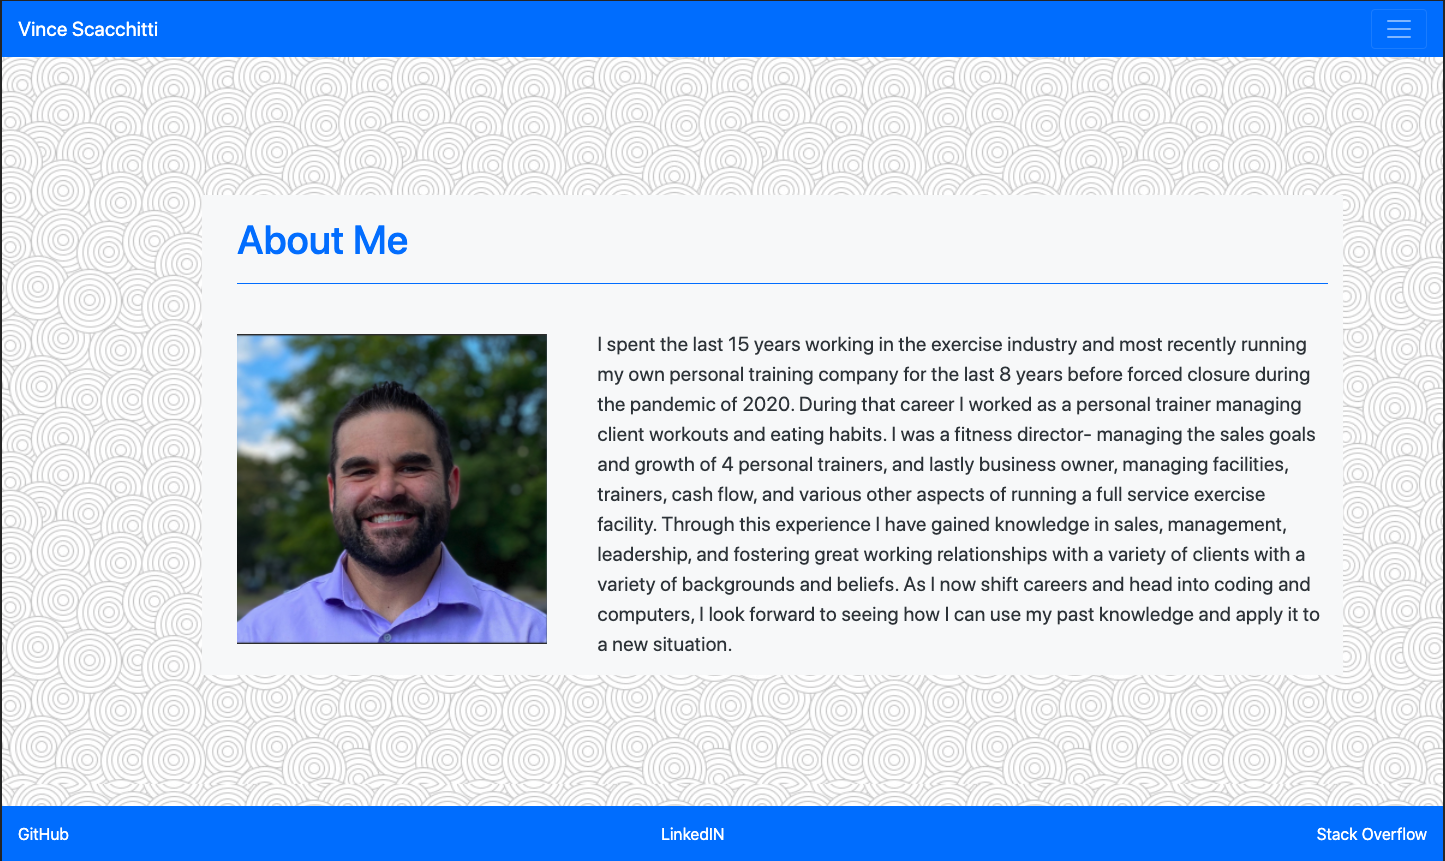 Vince Scacchitti
About Me
I spent the last 15 years working in the exercise industry and most recently running
my own personal training company for the last 8 years before forced closure during
the pandemic of 2020. During that career I worked as a personal trainer managing
client workouts and eating habits. I was a fitness director- managing the sales goals
and growth of 4 personal trainers, and lastly business owner, managing facilities,
trainers, cash flow, and various other aspects of running a full service exercise
facility. Through this experience I have gained knowledge in sales, management,
leadership, and fostering great working relationships with a variety of clients with a
variety of backgrounds and beliefs. As I now shift careers and head into coding and
computers, I look forward to seeing how I can use my past knowledge and apply it to
a new situation.
GitHub
LinkedIN
Stack Overflow